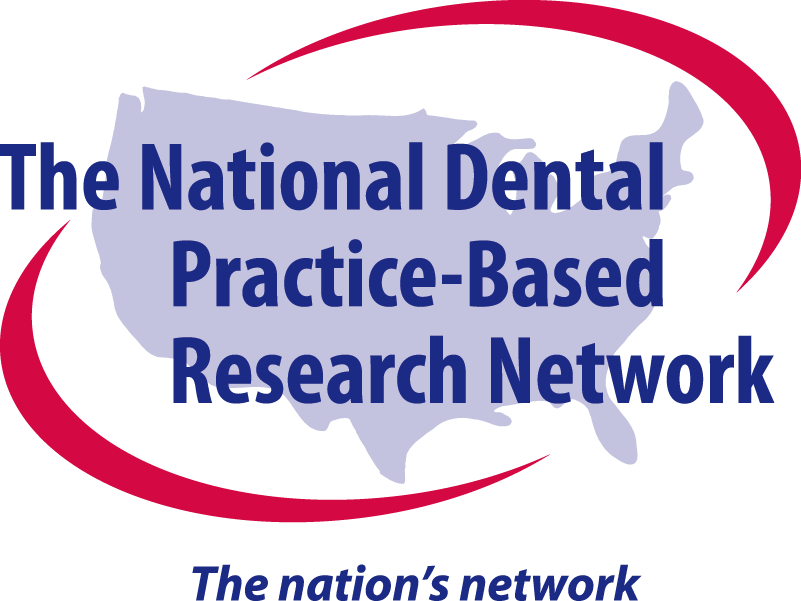 The National Dental
Practice-Based
Research Network
The nation's network